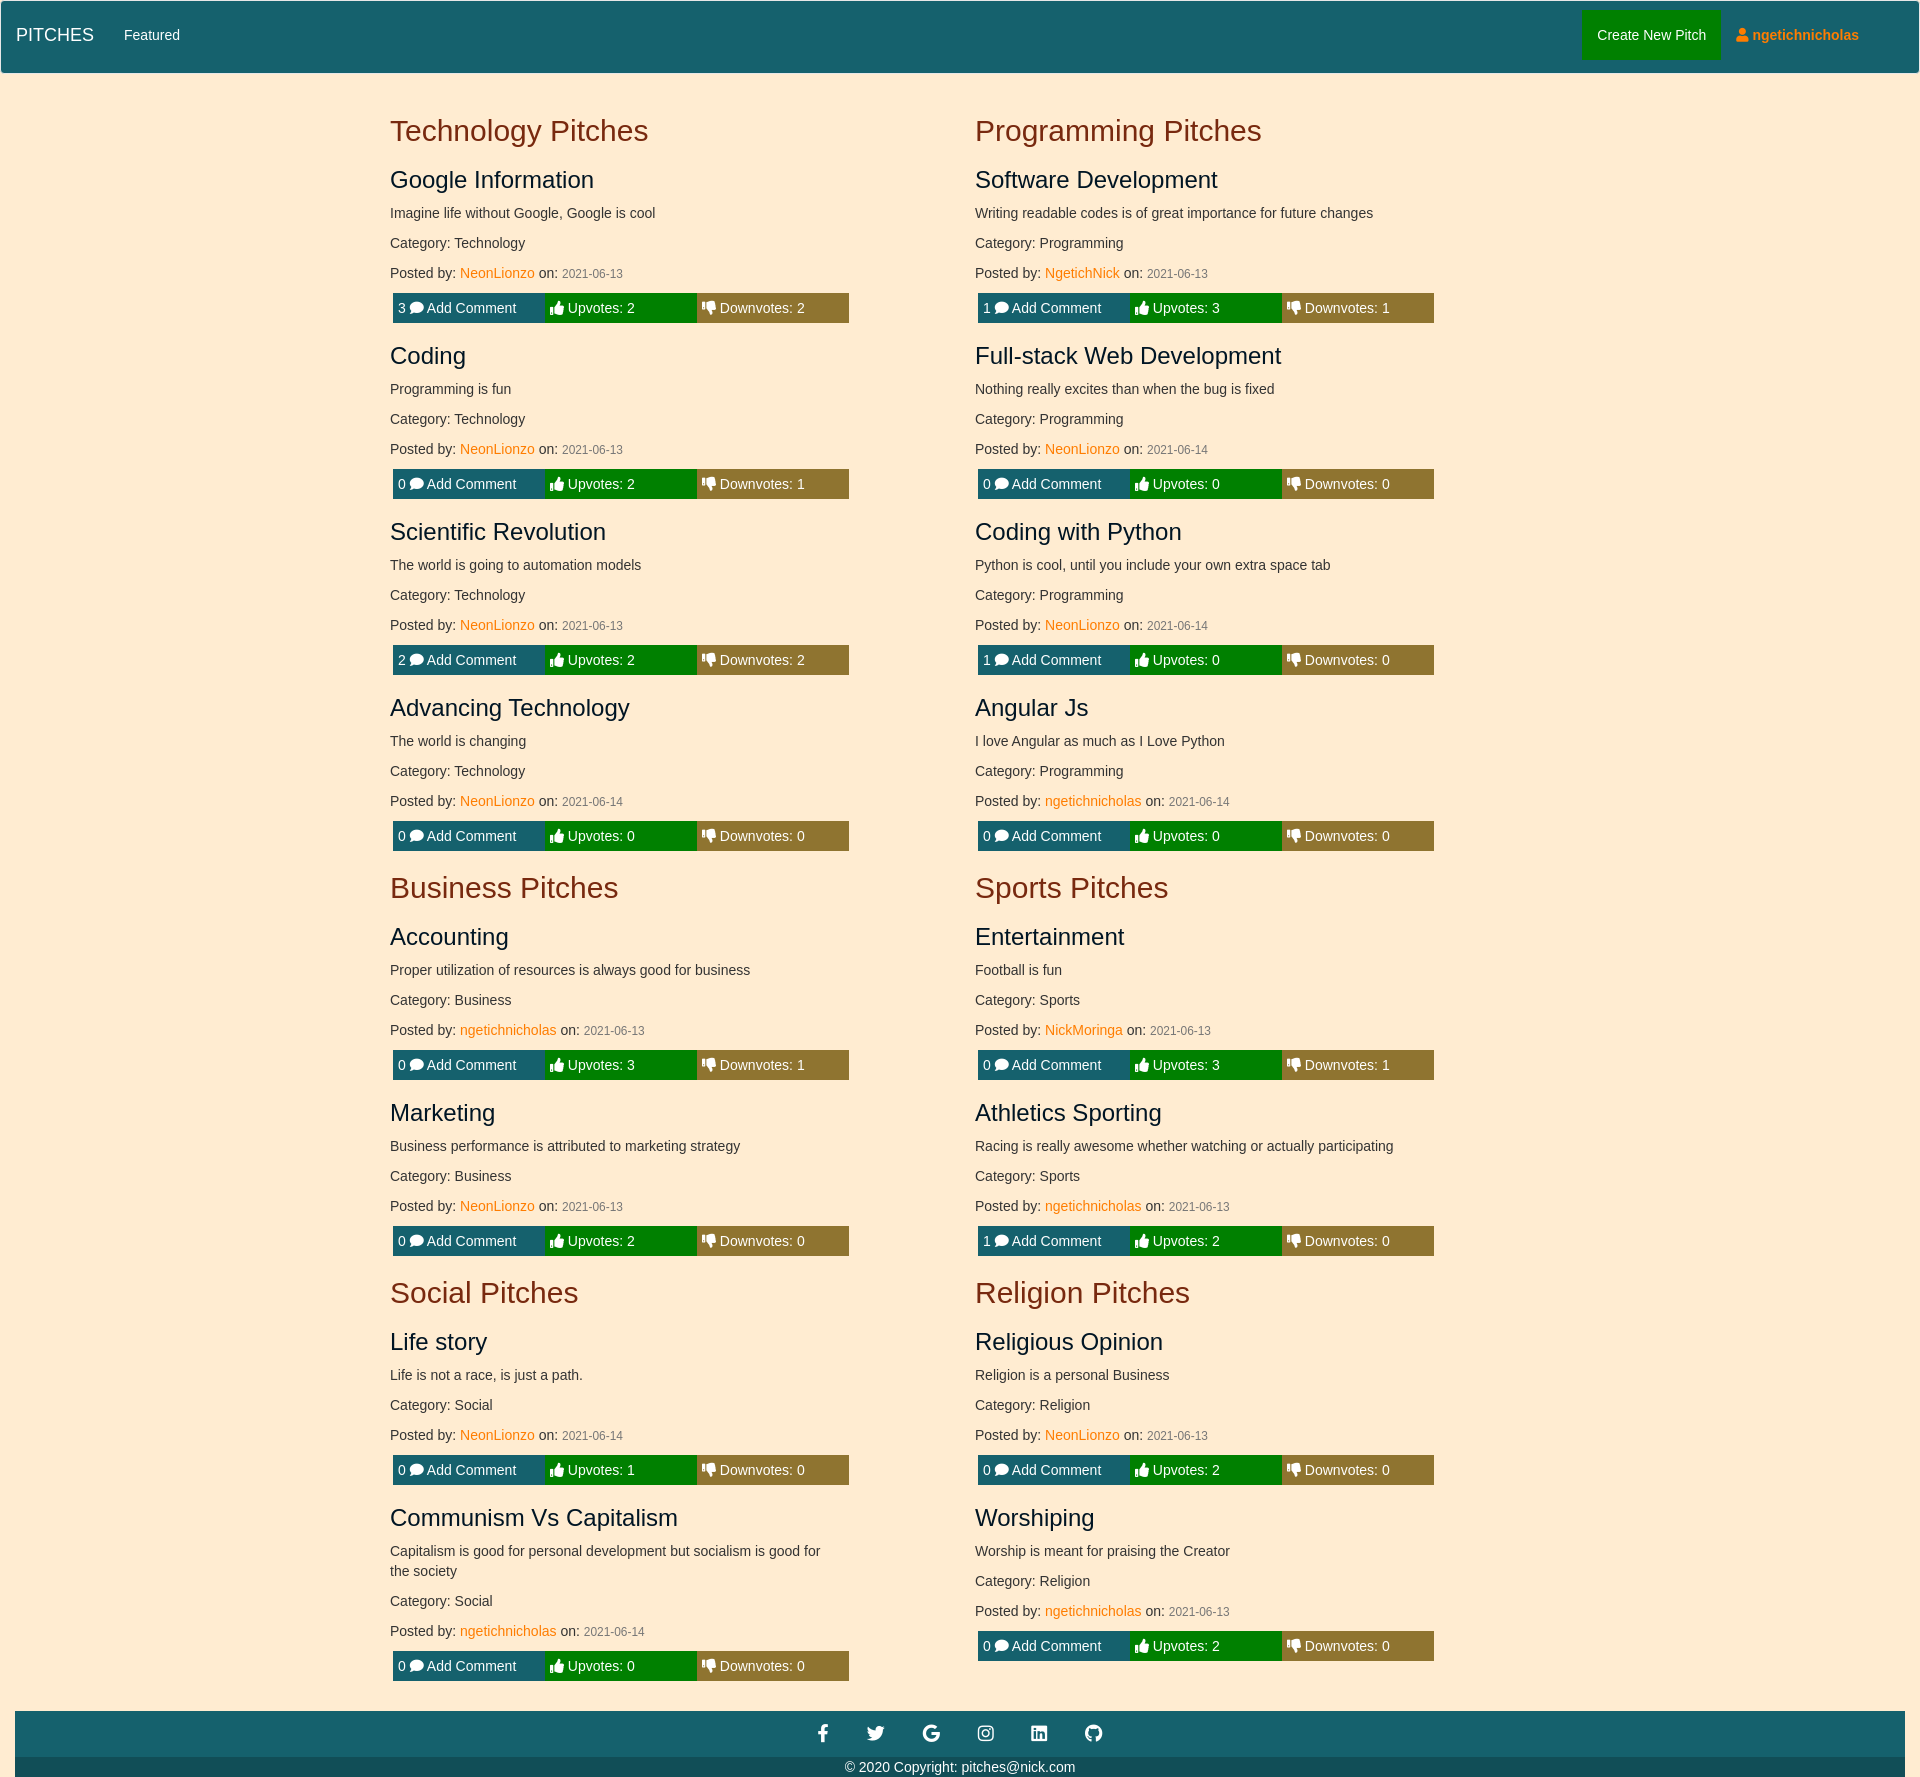 PITCHES
Featured
Create New Pitch
ngetichnicholas
Technology Pitches
Google Information
Imagine life without Google, Google is cool
Category: Technology
Posted by: NeonLionzo on: 2021-06-13
3 Add Comment Upvotes: 2 Downvotes: 2
Coding
Programming is fun
Category: Technology
Posted by: NeonLionzo on: 2021-06-13
0 Add Comment Upvotes: 2 Downvotes: 1
Scientific Revolution
The world is going to automation models
Category: Technology
Posted by: NeonLionzo on: 2021-06-13
2 Add Comment Upvotes: 2 Downvotes: 2
Advancing Technology
The world is changing
Category: Technology
Posted by: NeonLionzo on: 2021-06-14
0 Add Comment Upvotes: 0 Downvotes: 0
Programming Pitches
Software Development
Writing readable codes is of great importance for future changes
Category: Programming
Posted by: NgetichNick on: 2021-06-13
1 Add Comment Upvotes: 3 Downvotes: 1
Full-stack Web Development
Nothing really excites than when the bug is fixed
Category: Programming
Posted by: NeonLionzo on: 2021-06-14
0 Add Comment Upvotes: 0 Downvotes: 0
Coding with Python
Python is cool, until you include your own extra space tab
Category: Programming
Posted by: NeonLionzo on: 2021-06-14
1 Add Comment Upvotes: 0 Downvotes: 0
Angular Js
I love Angular as much as I Love Python
Category: Programming
Posted by: ngetichnicholas on: 2021-06-14
0 Add Comment Upvotes: 0 Downvotes: 0
Business Pitches
Accounting
Proper utilization of resources is always good for business
Category: Business
Posted by: ngetichnicholas on: 2021-06-13
0 Add Comment Upvotes: 3 Downvotes: 1
Marketing
Business performance is attributed to marketing strategy
Category: Business
Posted by: NeonLionzo on: 2021-06-13
0 Add Comment Upvotes: 2 Downvotes: 0
Sports Pitches
Entertainment
Football is fun
Category: Sports
Posted by: NickMoringa on: 2021-06-13
0 Add Comment Upvotes: 3 Downvotes: 1
Athletics Sporting
Racing is really awesome whether watching or actually participating
Category: Sports
Posted by: ngetichnicholas on: 2021-06-13
1 Add Comment Upvotes: 2 Downvotes: 0
Social Pitches
Life story
Life is not a race, is just a path.
Category: Social
Posted by: NeonLionzo on: 2021-06-14
0 Add Comment Upvotes: 1 Downvotes: 0
Communism Vs Capitalism
Capitalism is good for personal development but socialism is good for
the society
Category: Social
Posted by: ngetichnicholas on: 2021-06-14
0 Add Comment Upvotes: 0 Downvotes: 0
Religion Pitches
Religious Opinion
Religion is a personal Business
Category: Religion
Posted by: NeonLionzo on: 2021-06-13
0 Add Comment Upvotes: 2 Downvotes: 0
Worshiping
Worship is meant for praising the Creator
Category: Religion
Posted by: ngetichnicholas on: 2021-06-13
0 Add Comment Upvotes: 2 Downvotes: 0
© 2020 Copyright: pitches@nick.com